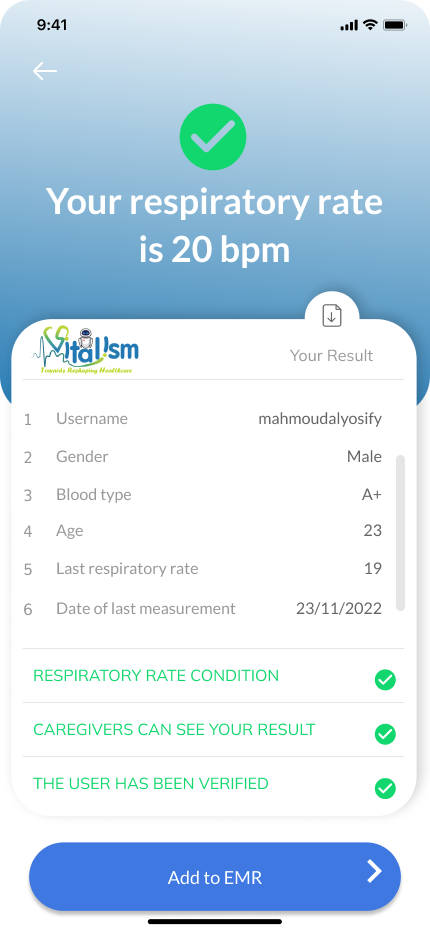 9:41
Your respiratory rate
is 20 bpm
Vitalism
Towards Reshaping Healthcare
Your Result
1 Username mahmoudalyosify
2 Gender Male
3 Blood type A+
4 Age 23
5 Last respiratory rate 19
6 Date of last measurement 23/11/2022
RESPIRATORY RATE CONDITION
CAREGIVERS CAN SEE YOUR RESULT
THE USER HAS BEEN VERIFIED
Add to EMR